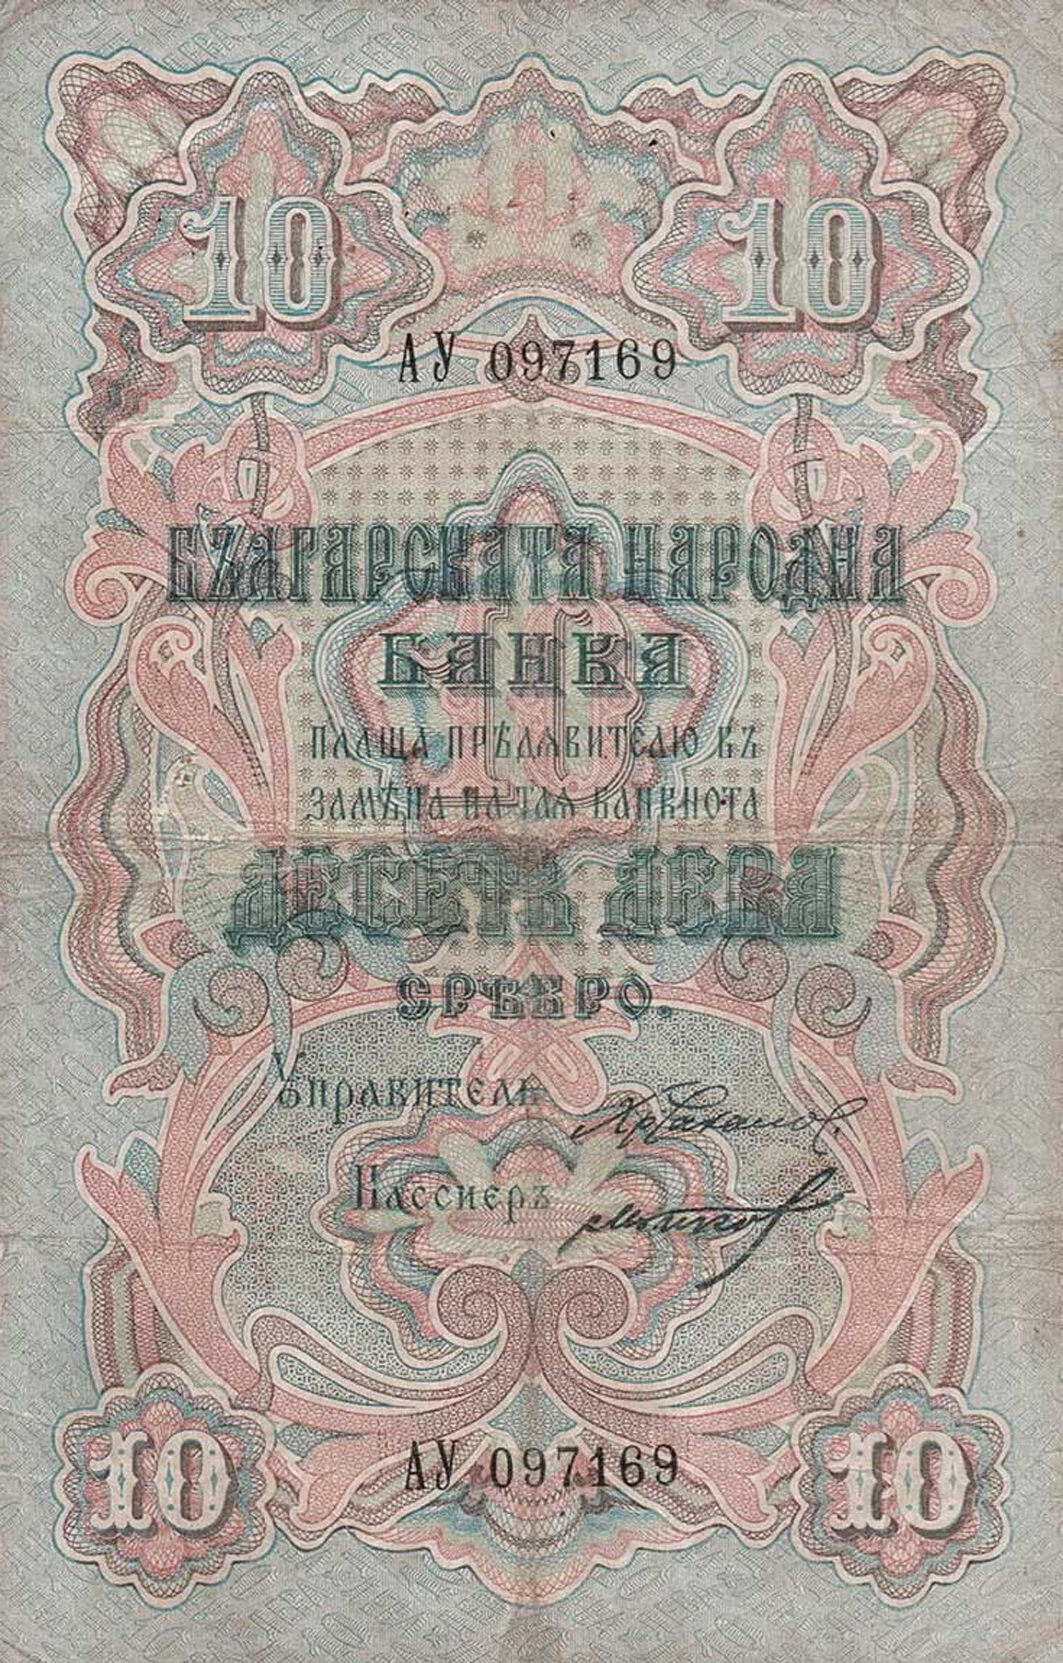 10 10
АУ 097169
БЪЛГАРСКАТА НАРОДНА
БАНКА
ПЛАЩА ПРѢДЯВИТЕЛЮ ВЪ
ЗАМѢНА НА ТАЯ БАНКНОТА
ДЕСЕТЬ ЛЕВА
СРѢБРО.
Управитель
Кассиеръ
10 АУ 097169 10